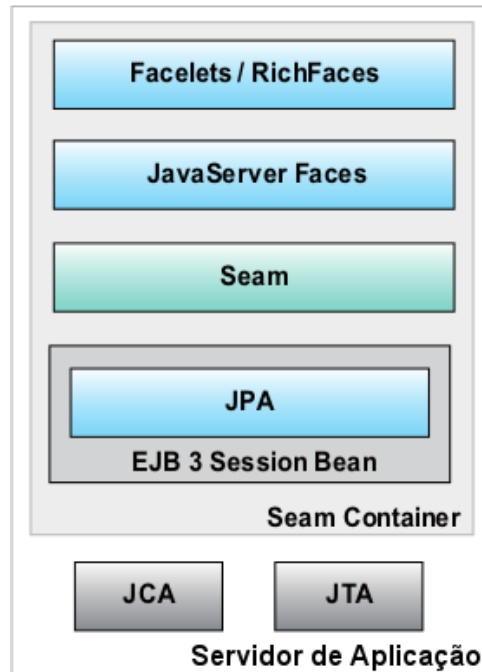 Facelets / RichFaces
JavaServer Faces
Seam
JPA
EJB 3 Session Bean
Seam Container
JCA
JTA
Servidor de Aplicação